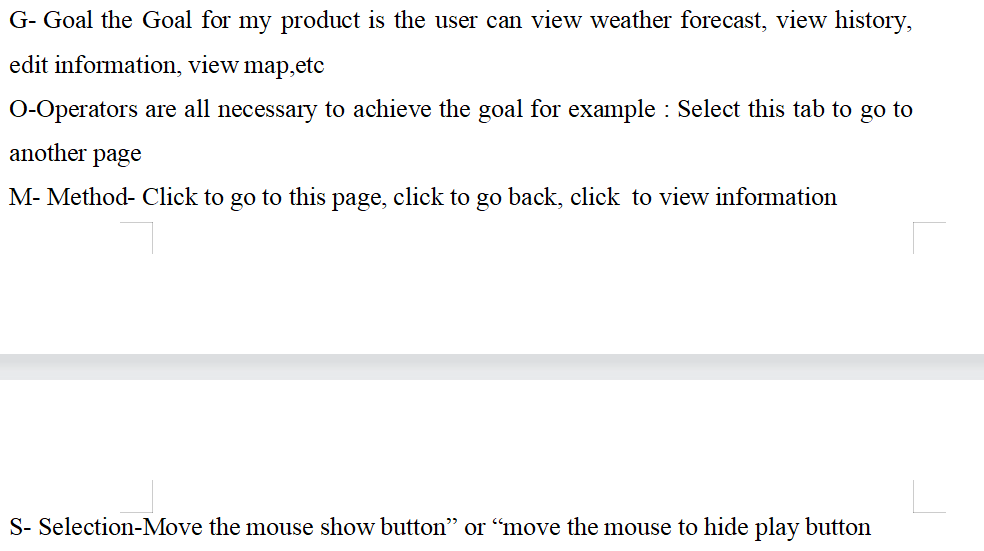 G- Goal the Goal for my product is the user can view weather forecast, view history,
edit information, view map,etc
O-Operators are all necessary to achieve the goal for example : Select this tab to go to
another page
M- Method- Click to go to this page, click to go back, click  to view information
S- Selection-Move the mouse show button” or “move the mouse to hide play button